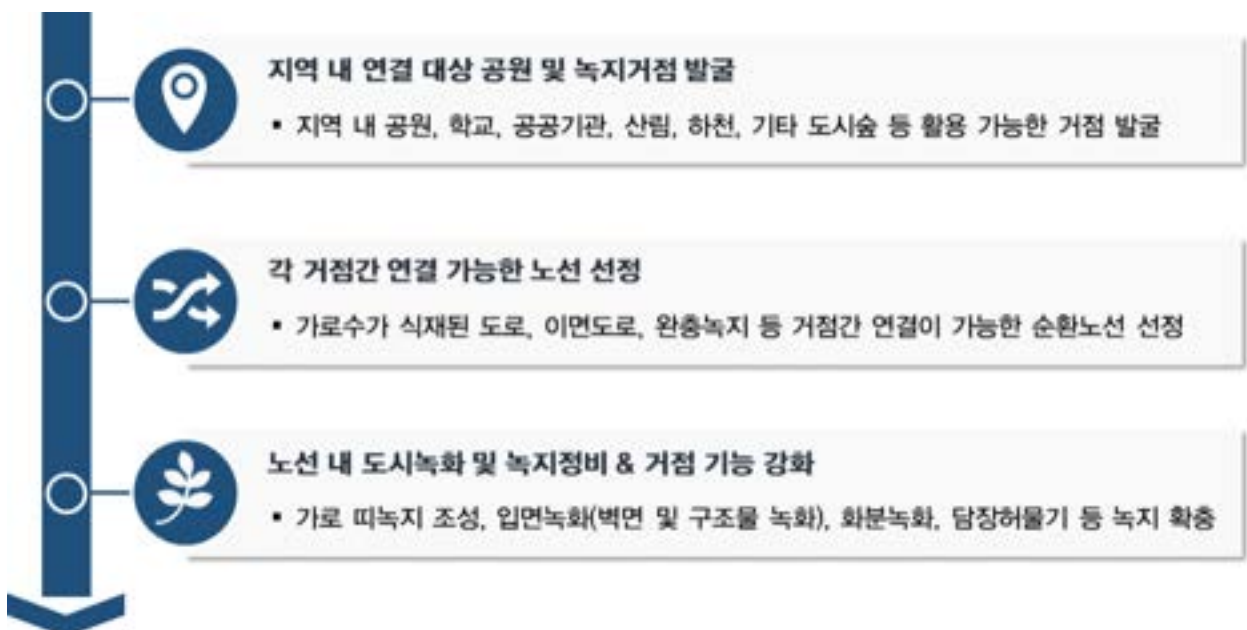 지역 내 연결 대상 공원 및 녹지거점 발굴
▪ 지역 내 공원, 학교, 공공기관, 산림, 하천, 기타 도시숲 등 활용 가능한 거점 발굴
각 거점간 연결 가능한 노선 선정
▪ 가로수가 식재된 도로, 이면도로, 완충녹지 등 거점간 연결이 가능한 순환노선 선정
노선 내 도시녹화 및 녹지정비 & 거점 기능 강화
▪ 가로 띠녹지 조성, 입면녹화(벽면 및 구조물 녹화), 화분녹화, 담장허물기 등 녹지 확충